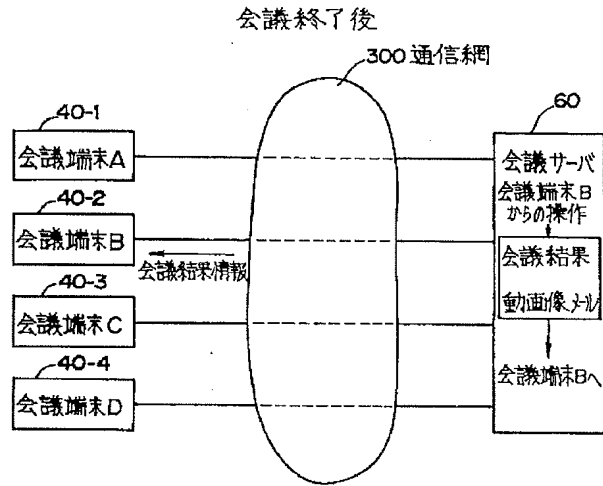 会議終了後
300通信網
40-1
会議端末A
40-2
会議端末B
会議結果情報
40-3
会議端末C
40-4
会議端末D
60
会議サーバ
会議端末B
からの操作
会議結果
動画像メール
会議端末Bへ